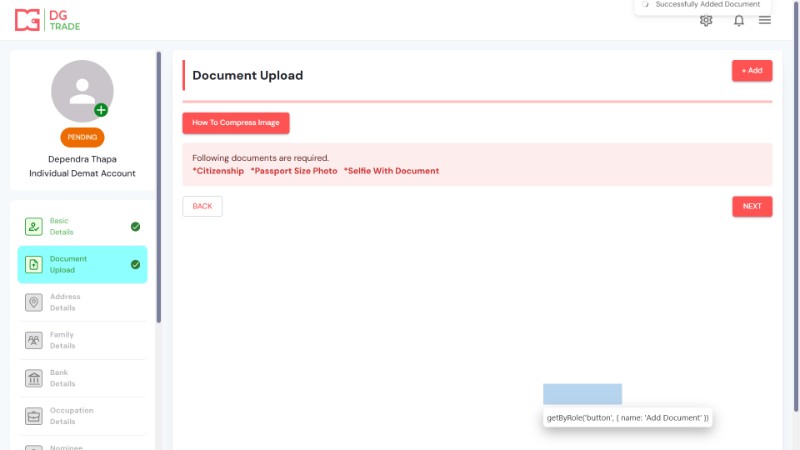 DG
TRADE
Successfully Added Document
PENDING
Dependra Thapa
Individual Demat Account
Basic
Details
Document
Upload
Address
Details
Family
Details
Bank
Details
Occupation
Details
Nominee
Document Upload
+ Add
How To Compress Image
Following documents are required.
*Citizenship *Passport Size Photo *Selfie With Document
BACK
NEXT
getByRole('button', { name: 'Add Document' })